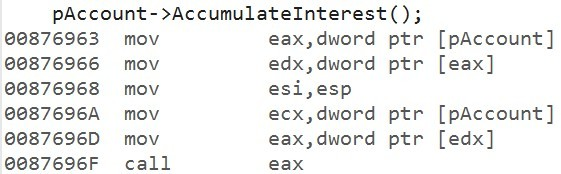 pAccount->AccumulateInterest();
00876963 mov eax,dword ptr [pAccount]
00876966 mov edx,dword ptr [eax]
00876968 mov esi,esp
0087696A mov ecx,dword ptr [pAccount]
0087696D mov eax,dword ptr [edx]
0087696F call eax